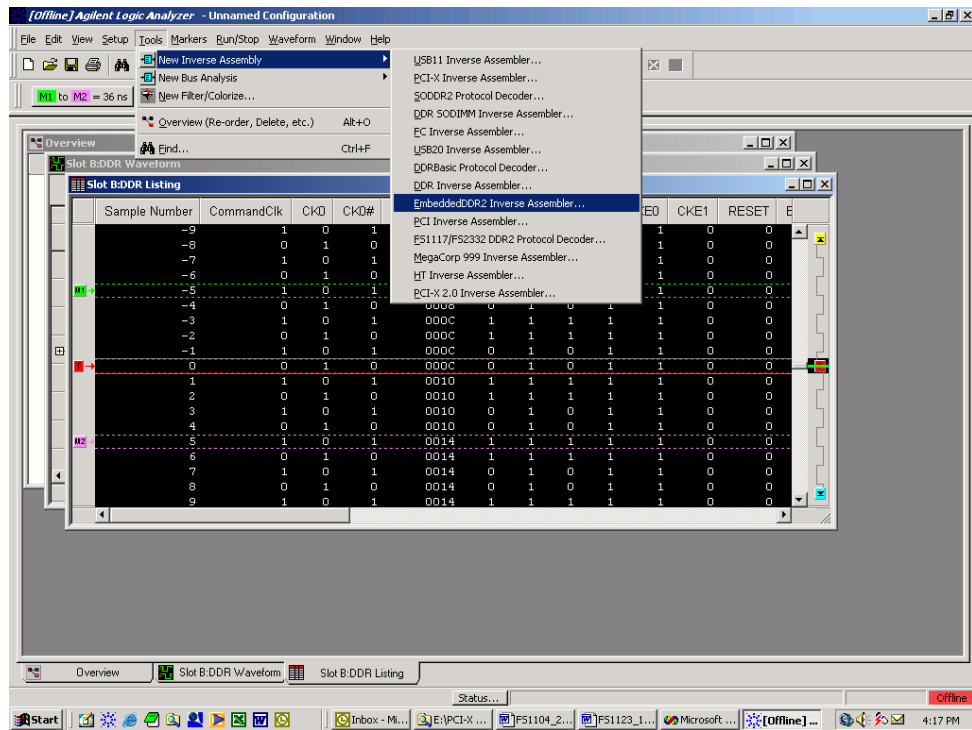 [Offline] Agilent Logic Analyzer - Unnamed Configuration
File Edit View Setup Tools Markers Run/Stop Waveform Window Help
M1 to M2 = 36 ns
New Inverse Assembly
New Bus Analysis
New Filter/Colorize...
Overview (Re-order, Delete, etc.) Alt+O
Find... Ctrl+F
USB11 Inverse Assembler...
PCI-X Inverse Assembler...
SODDR2 Protocol Decoder...
DDR SODIMM Inverse Assembler...
FC Inverse Assembler...
USB20 Inverse Assembler...
DDRBasic Protocol Decoder...
DDR Inverse Assembler...
EmbeddedDDR2 Inverse Assembler...
PCI Inverse Assembler...
FS1117/FS2332 DDR2 Protocol Decoder...
MegaCorp 999 Inverse Assembler...
HT Inverse Assembler...
PCI-X 2.0 Inverse Assembler...
Overview
Slot B:DDR Waveform
Slot B:DDR Listing
Sample Number CommandClk CK0 CK0# KE0 CKE1 RESET E
-9 1 0 1 1 0 0
-8 0 1 0 1 0 0
-7 1 0 1 1 0 0
-6 0 1 0 1 0 0
M1 -5 1 0 1 1 0 0
-4 0 1 0 0008 0 1 0 1 1 0 0
-3 1 0 1 000C 1 1 1 1 1 0 0
-2 0 1 0 000C 1 1 1 1 1 0 0
-1 1 0 1 000C 0 1 0 1 1 0 0
T 0 0 1 0 000C 0 1 0 1 1 0 0
1 1 0 1 0010 1 1 1 1 1 0 0
2 0 1 0 0010 1 1 1 1 1 0 0
3 1 0 1 0010 0 1 0 1 1 0 0
4 0 1 0 0010 0 1 0 1 1 0 0
M2 5 1 0 1 0014 1 1 1 1 1 0 0
6 0 1 0 0014 1 1 1 1 1 0 0
7 1 0 1 0014 0 1 0 1 1 0 0
8 0 1 0 0014 0 1 0 1 1 0 0
9 1 0 1 0014 1 1 1 1 1 0 0
Overview Slot B:DDR Waveform Slot B:DDR Listing
Status... Offline
Start Inbox - Mi... E:\PCI-X ... FS1104_2... FS1123_1... Microsoft ... [Offline] ... 4:17 PM